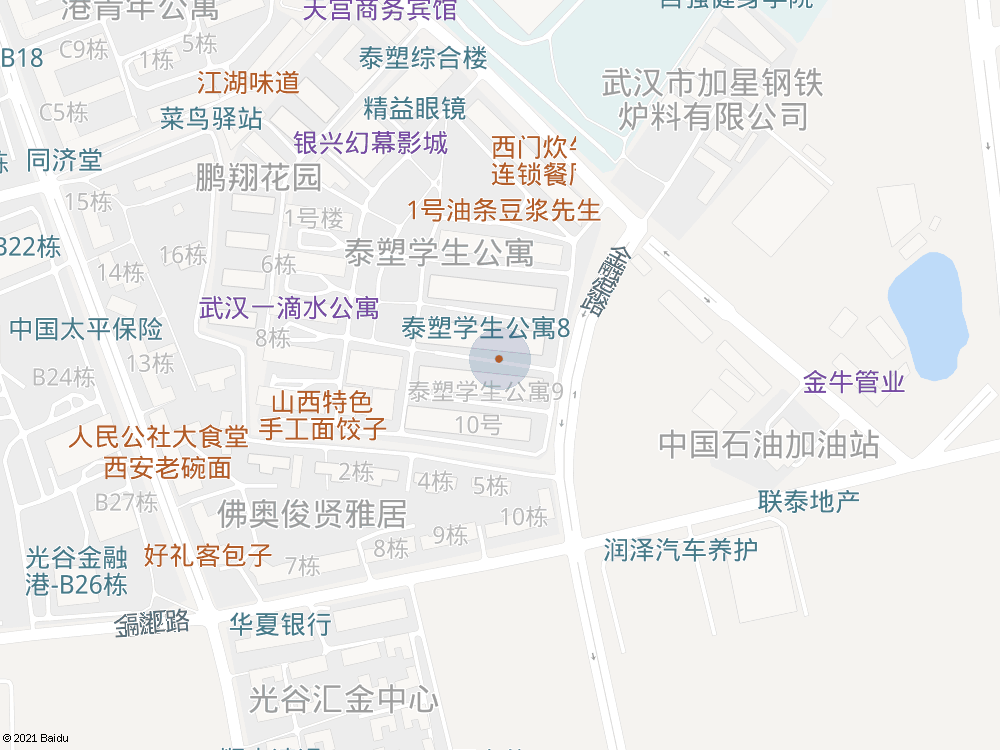 港青年公寓
天宫商务宾馆
5栋
C9栋
1栋
B18
泰塑综合楼
江湖味道
武汉市加星钢铁
炉料有限公司
C5栋
菜鸟驿站
精益眼镜
银兴幻幕影城
西门炊
连锁餐
栋
同济堂
鹏翔花园
15栋
1号楼
1号油条豆浆先生
B22栋
16栋
泰塑学生公寓
14栋
6栋
武汉一滴水公寓
中国太平保险
8栋
泰塑学生公寓8
13栋
B24栋
泰塑学生公寓9
金牛管业
山西特色
手工面饺子
10号
人民公社大食堂
西安老碗面
中国石油加油站
2栋
4栋
5栋
B27栋
佛奥俊贤雅居
10栋
联泰地产
9栋
8栋
光谷金融
港-B26栋
好礼客包子
7栋
润泽汽车养护
华夏银行
光谷汇金中心
© 2021 Baidu